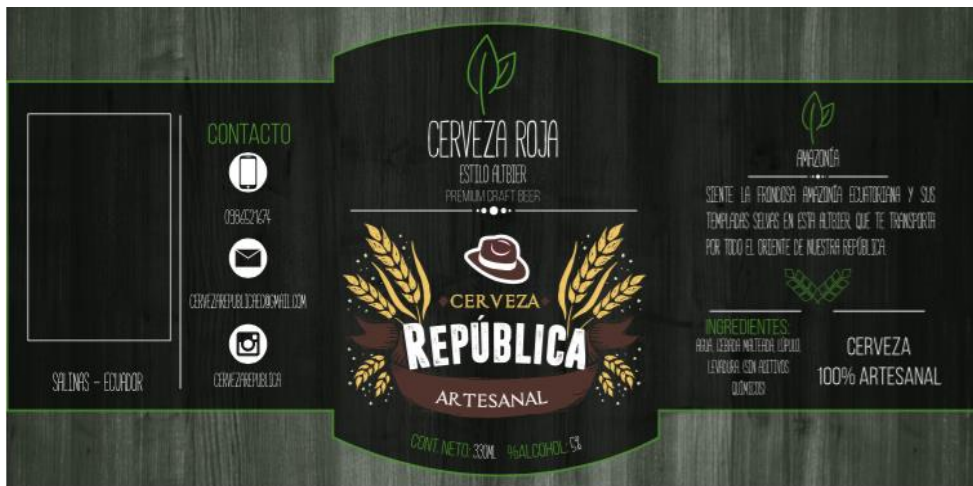 CONTACTO
0986521674
CERVEZAREPUBLICAEC@GMAIL.COM
CERVEZAREPUBLICA
SALINAS - ECUADOR
CERVEZA ROJA
ESTILO ALTBIER
PREMIUM CRAFT BEER
CERVEZA
REPÚBLICA
ARTESANAL
CONT. NETO: 330ML %ALCOHOL: 5%
AMAZONÍA
SIENTE LA FRONDOSA AMAZONÍA ECUATORIANA Y SUS
TEMPLADAS SELVAS EN ESTA ALTBIER QUE TE TRANSPORTA
POR TODO EL ORIENTE DE NUESTRA REPÚBLICA.
INGREDIENTES:
AGUA, CEBADA MALTEADA, LÚPULO,
LEVADURA (SIN ADITIVOS
QUÍMICOS)
CERVEZA
100% ARTESANAL